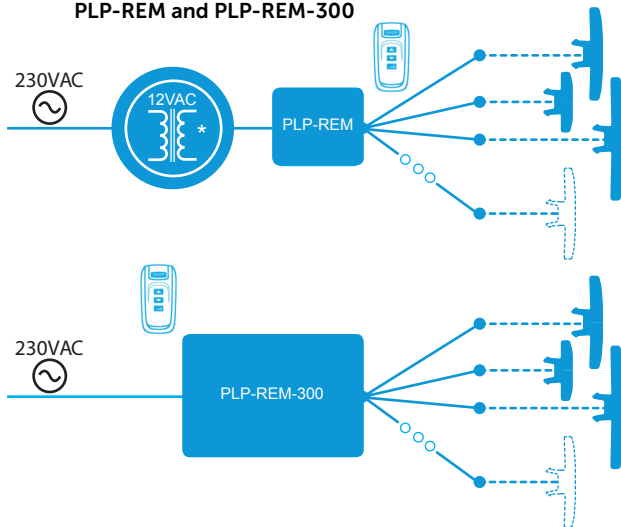 PLP-REM and PLP-REM-300
230VAC
12VAC
*
PLP-REM
230VAC
PLP-REM-300